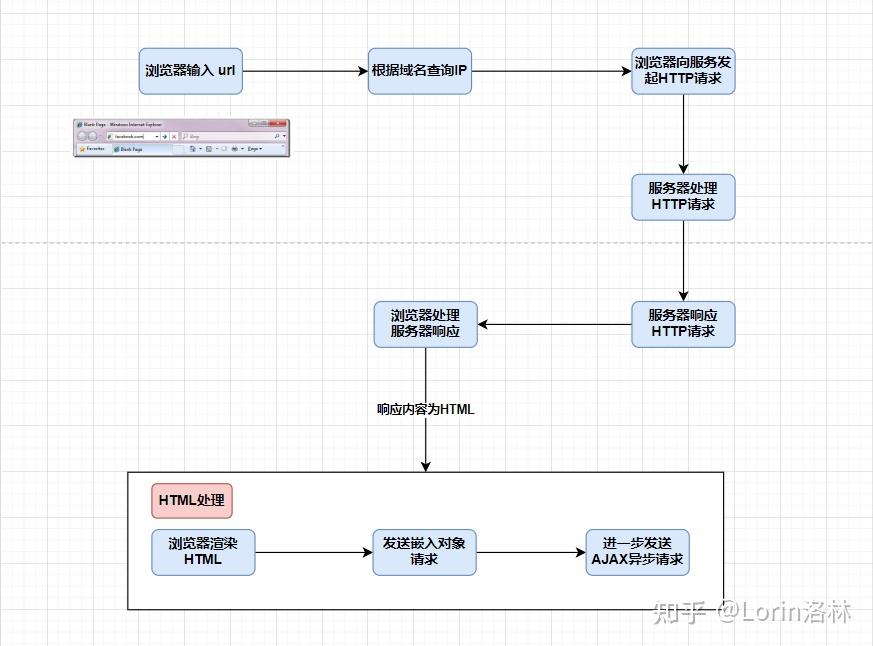 浏览器输入 url
根据域名查询IP
浏览器向服务发
起HTTP请求
Blank Page - Windows Internet Explorer
facebook.com
Bing
Favorites
Blank Page
Page
服务器处理
HTTP请求
浏览器处理
服务器响应
服务器响应
HTTP请求
响应内容为HTML
HTML处理
浏览器渲染
HTML
发送嵌入对象
请求
进一步发送
AJAX异步请求
知乎 @Lorin洛林